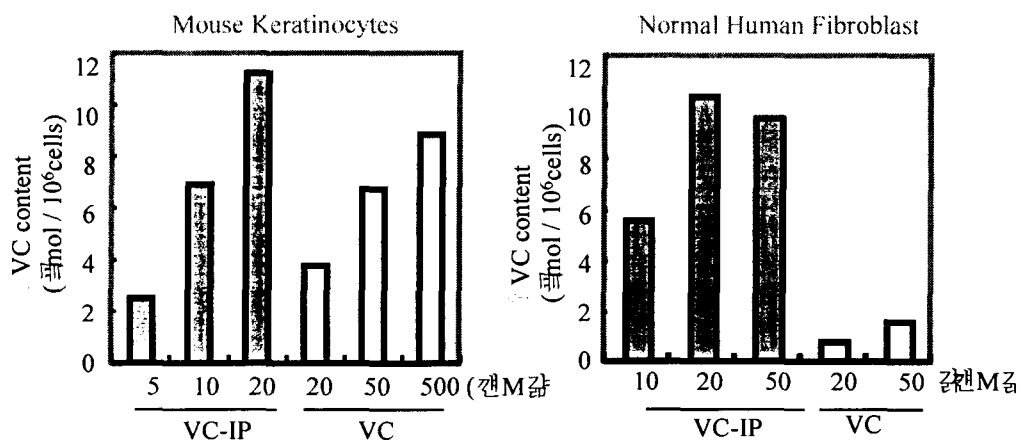 Mouse Keratinocytes
VC content
/ 10⁶cells)
12
10
8
6
4
2
0
5 10 20 20 50 500
VC-IP VC
Normal Human Fibroblast
VC content
/ 10⁶cells)
12
10
8
6
4
2
0
10 20 50 20 50
VC-IP VC